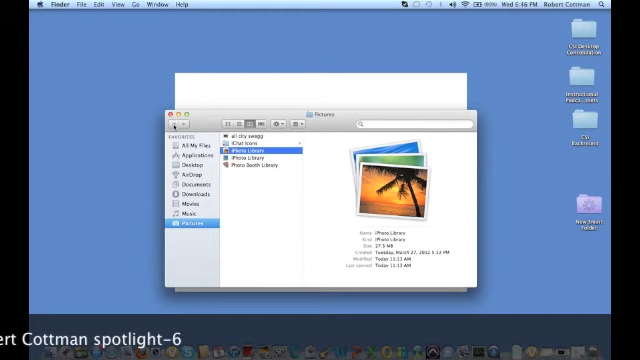 Finder File Edit View Go Window Help
(99%) Wed 6:46 PM Robert Cottman
CSI Desktop Consolidation
Instructional Podc...ssets
CSI Backround
New Smart Folder
Pictures
FAVORITES
All My Files
Applications
Desktop
AirDrop
Documents
Downloads
Movies
Music
Pictures
all city swagg
iChat Icons
iPhoto Library
iPhoto Library
Photo Booth Library
Name iPhoto Library
Kind iPhoto Library
Size 27.5 MB
Created Tuesday, March 27, 2012 5:32 PM
Modified Today 11:13 AM
Last opened Today 11:13 AM
ert Cottman spotlight-6